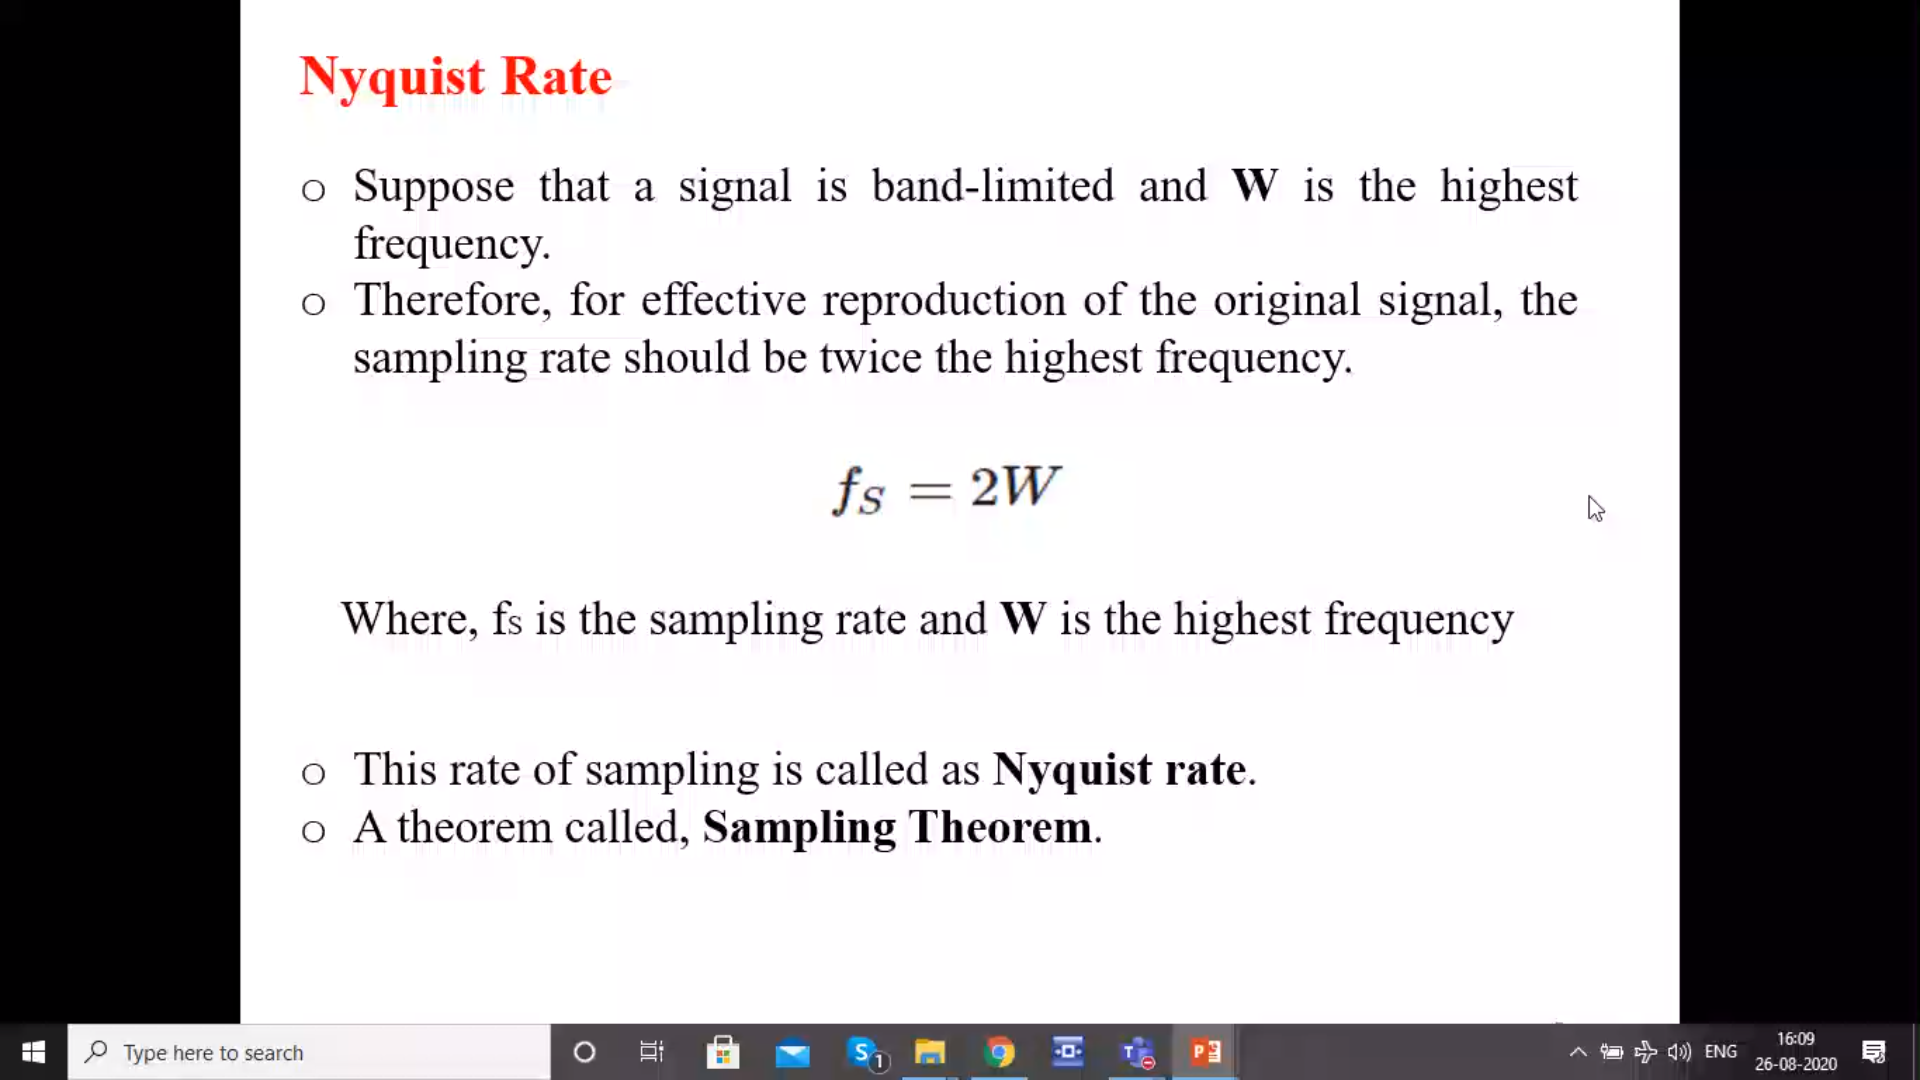 Nyquist Rate
o Suppose that a signal is band-limited and W is the highest
frequency.
o Therefore, for effective reproduction of the original signal, the
sampling rate should be twice the highest frequency.
fS = 2W
Where, fs is the sampling rate and W is the highest frequency
o This rate of sampling is called as Nyquist rate.
o A theorem called, Sampling Theorem.
Type here to search
S 1
T
P
ENG
16:09
26-08-2020